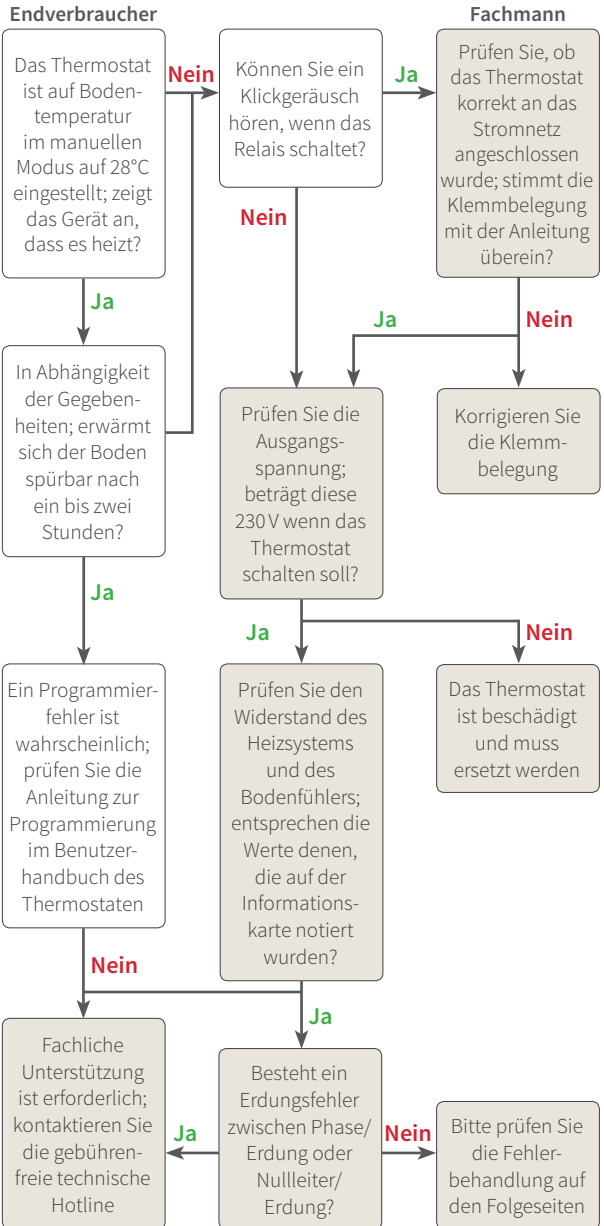 Endverbraucher
Fachmann
Das Thermostat
ist auf Boden-
temperatur
im manuellen
Modus auf 28°C
eingestellt; zeigt
das Gerät an,
dass es heizt?
Nein
Können Sie ein
Klickgeräusch
hören, wenn das
Relais schaltet?
Ja
Prüfen Sie, ob
das Thermostat
korrekt an das
Stromnetz
angeschlossen
wurde; stimmt die
Klemmbelegung
mit der Anleitung
überein?
Nein
Ja
Ja
Nein
In Abhängigkeit
der Gegeben-
heiten; erwärmt
sich der Boden
spürbar nach
ein bis zwei
Stunden?
Prüfen Sie die
Ausgangs-
spannung;
beträgt diese
230 V wenn das
Thermostat
schalten soll?
Korrigieren Sie
die Klemm-
belegung
Ja
Ja
Nein
Ein Programmier-
fehler ist
wahrscheinlich;
prüfen Sie die
Anleitung zur
Programmierung
im Benutzer-
handbuch des
Thermostaten
Prüfen Sie den
Widerstand des
Heizsystems
und des
Bodenfühlers;
entsprechen die
Werte denen,
die auf der
Informations-
karte notiert
wurden?
Das Thermostat
ist beschädigt
und muss
ersetzt werden
Nein
Ja
Fachliche
Unterstützung
ist erforderlich;
kontaktieren Sie
die gebühren-
freie technische
Hotline
Ja
Besteht ein
Erdungsfehler
zwischen Phase/
Erdung oder
Nullleiter/
Erdung?
Nein
Bitte prüfen Sie
die Fehler-
behandlung auf
den Folgeseiten